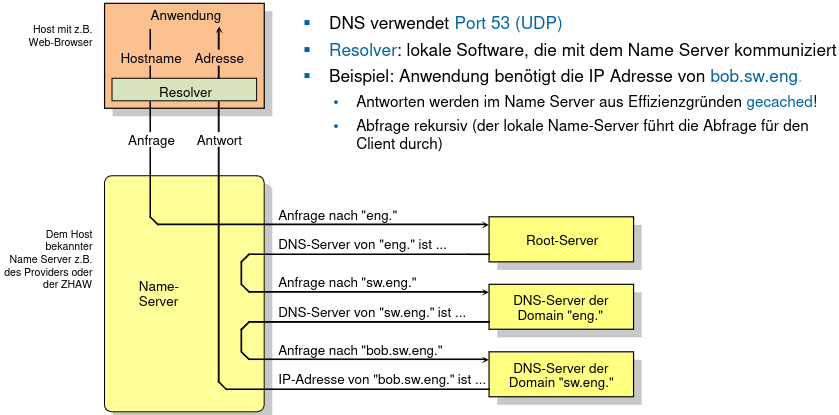 Host mit z.B.
Web-Browser
Anwendung
Hostname
Adresse
Resolver
Anfrage
Antwort
▪ DNS verwendet Port 53 (UDP)
▪ Resolver: lokale Software, die mit dem Name Server kommuniziert
▪ Beispiel: Anwendung benötigt die IP Adresse von bob.sw.eng.
• Antworten werden im Name Server aus Effizienzgründen gecached!
• Abfrage rekursiv (der lokale Name-Server führt die Abfrage für den
Client durch)
Dem Host
bekannter
Name Server z.B.
des Providers oder
der ZHAW
Name-
Server
Anfrage nach "eng."
DNS-Server von "eng." ist ...
Root-Server
Anfrage nach "sw.eng."
DNS-Server von "sw.eng." ist ...
DNS-Server der
Domain "eng."
Anfrage nach "bob.sw.eng."
IP-Adresse von "bob.sw.eng." ist ...
DNS-Server der
Domain "sw.eng."